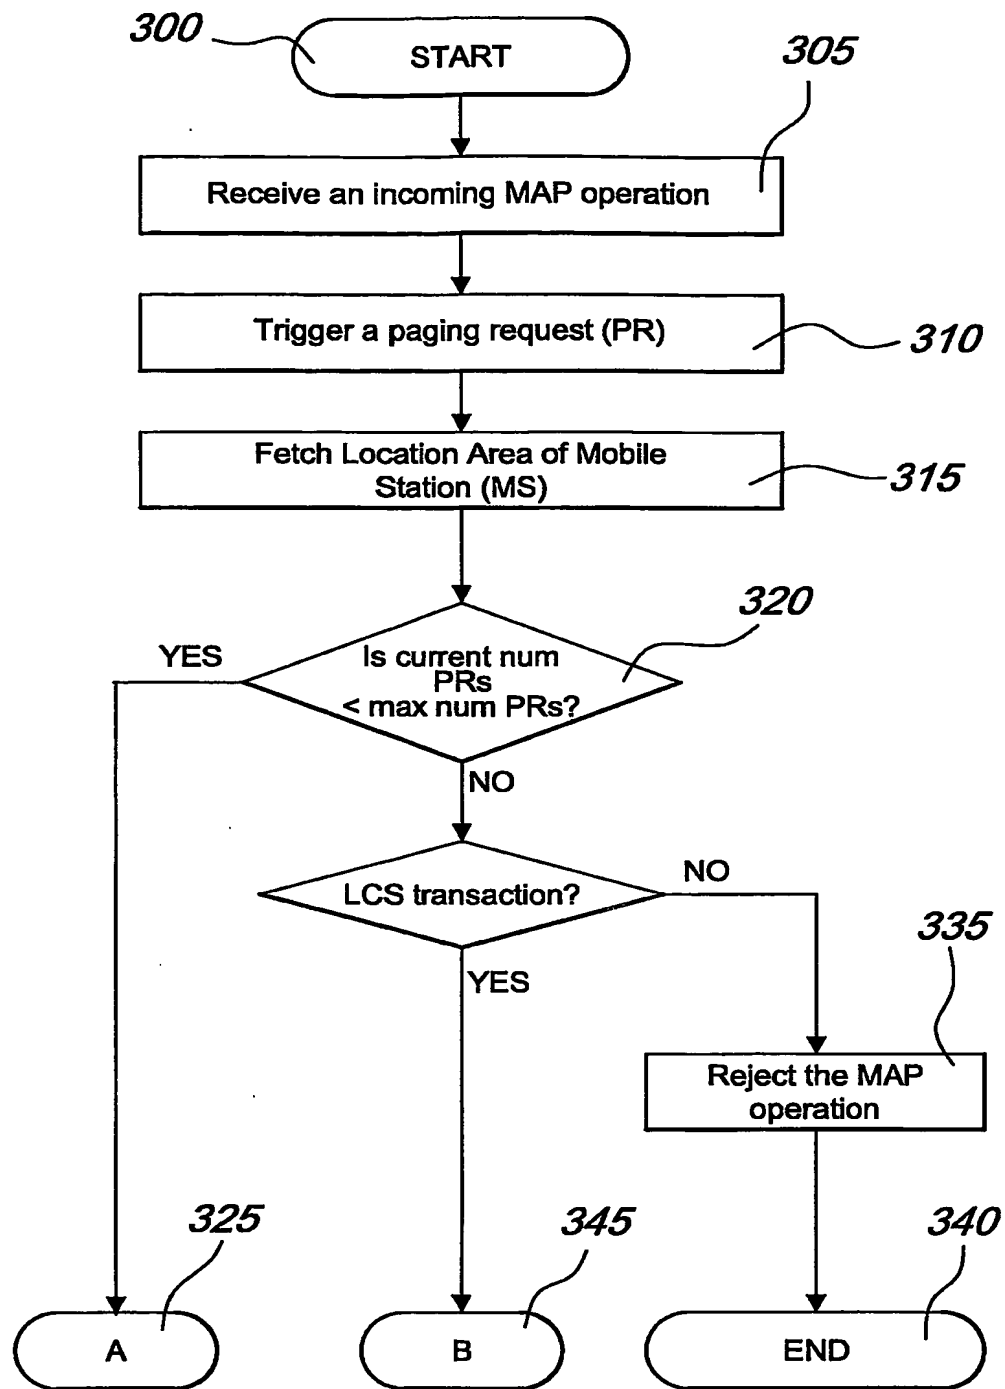 300
START
305
Receive an incoming MAP operation
Trigger a paging request (PR)
310
Fetch Location Area of Mobile
Station (MS)
315
320
YES
Is current num
PRs
< max num PRs?
NO
LCS transaction?
NO
YES
335
Reject the MAP
operation
325
345
340
A
B
END